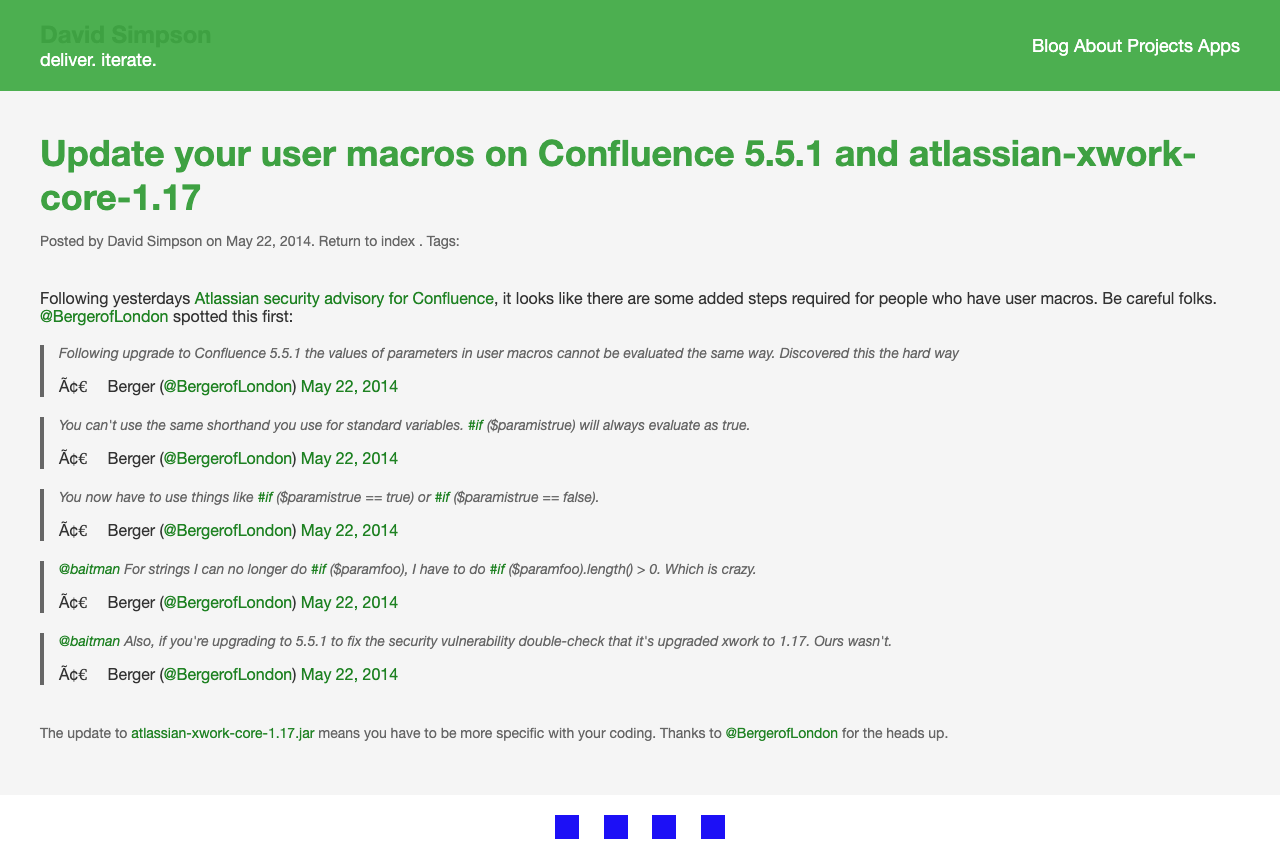 David Simpson
deliver. iterate.
Blog About Projects Apps
Update your user macros on Confluence 5.5.1 and atlassian-xwork-
core-1.17
Posted by David Simpson on May 22, 2014. Return to index . Tags:
Following yesterdays Atlassian security advisory for Confluence, it looks like there are some added steps required for people who have user macros. Be careful folks.
@BergerofLondon spotted this first:
Following upgrade to Confluence 5.5.1 the values of parameters in user macros cannot be evaluated the same way. Discovered this the hard way
Ã¢€ Berger (@BergerofLondon) May 22, 2014
You can't use the same shorthand you use for standard variables. #if ($paramistrue) will always evaluate as true.
Ã¢€ Berger (@BergerofLondon) May 22, 2014
You now have to use things like #if ($paramistrue == true) or #if ($paramistrue == false).
Ã¢€ Berger (@BergerofLondon) May 22, 2014
@baitman For strings I can no longer do #if ($paramfoo), I have to do #if ($paramfoo).length() > 0. Which is crazy.
Ã¢€ Berger (@BergerofLondon) May 22, 2014
@baitman Also, if you're upgrading to 5.5.1 to fix the security vulnerability double-check that it's upgraded xwork to 1.17. Ours wasn't.
Ã¢€ Berger (@BergerofLondon) May 22, 2014
The update to atlassian-xwork-core-1.17.jar means you have to be more specific with your coding. Thanks to @BergerofLondon for the heads up.